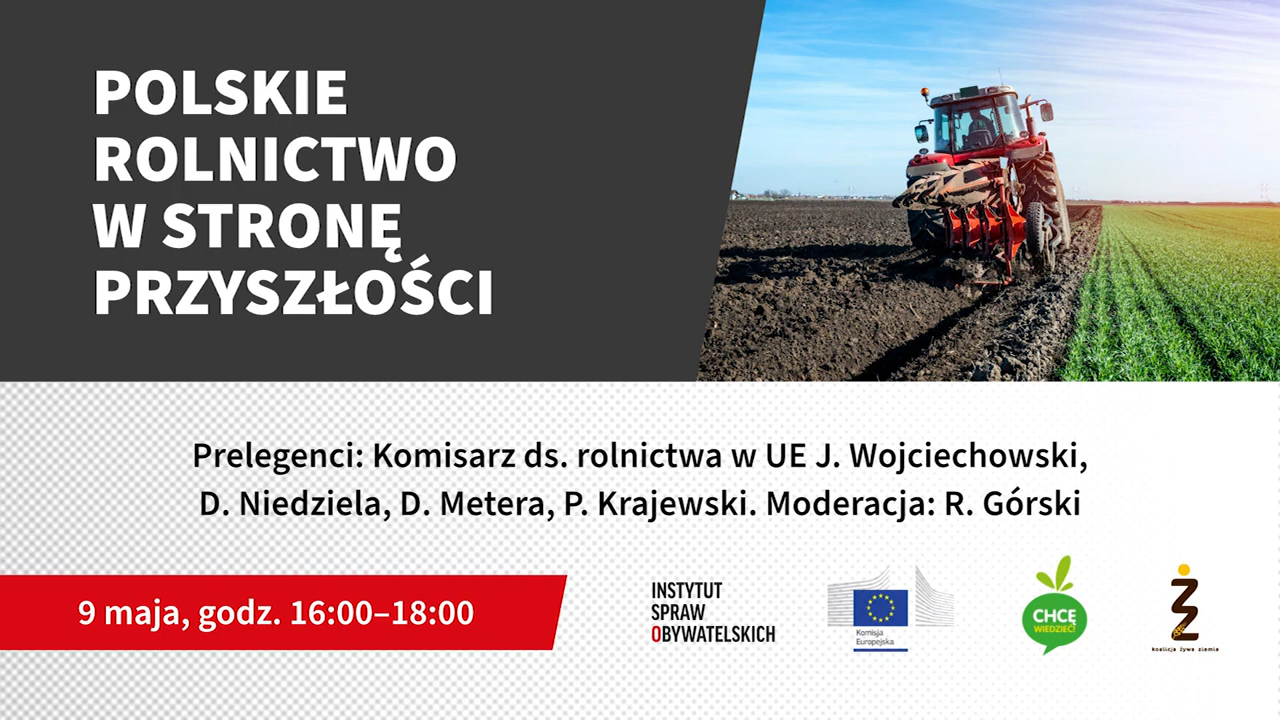 POLSKIE
ROLNICTWO
W STRONĘ
PRZYSZŁOŚCI
Prelegenci: Komisarz ds. rolnictwa w UE J. Wojciechowski,
D. Niedziela, D. Metera, P. Krajewski. Moderacja: R. Górski
9 maja, godz. 16:00–18:00
INSTYTUT
SPRAW
OBYWATELSKICH
Komisja
Europejska
CHCĘ
WIEDZIEĆ!
koalicja żywa ziemia